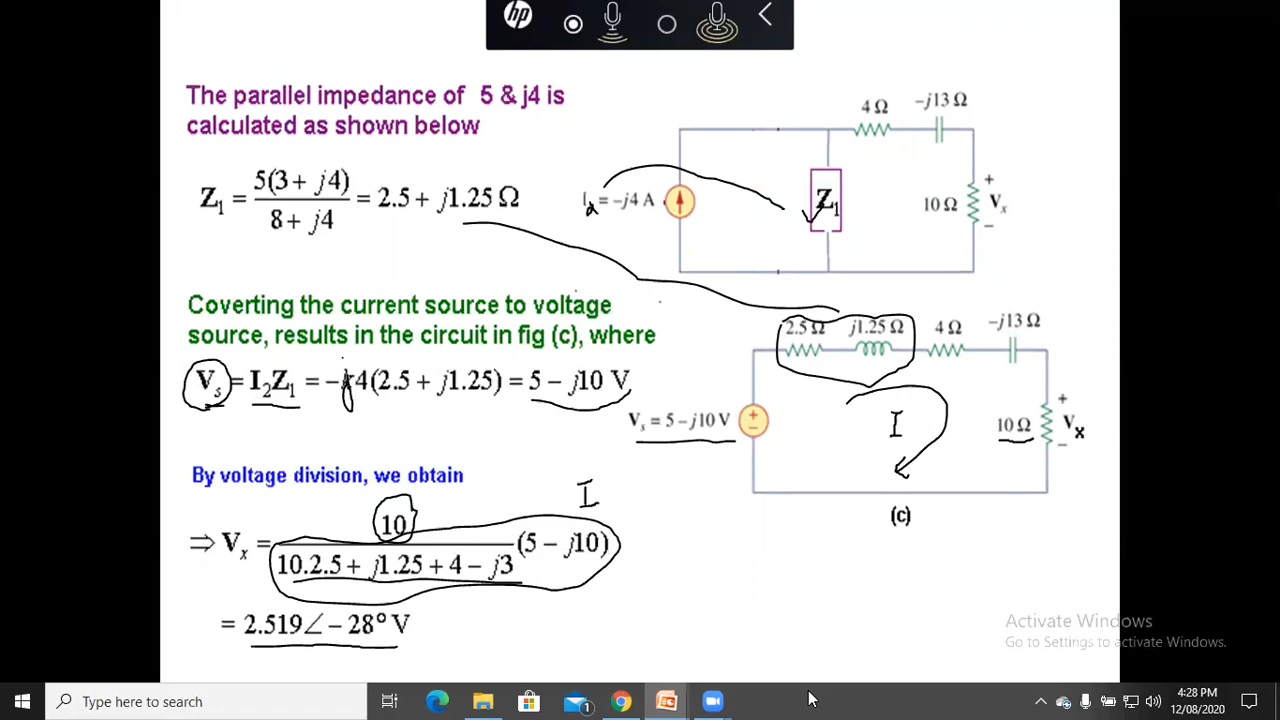 hp
The parallel impedance of 5 & j4 is
calculated as shown below
Z1 = 5(3 + j4) / 8 + j4 = 2.5 + j1.25 Ω
4 Ω
−j13 Ω
I2 = −j4 A
Z1
10 Ω
+
Vx
−
Coverting the current source to voltage
source, results in the circuit in fig (c), where
Vs = I2Z1 = −j4(2.5 + j1.25) = 5 − j10 V
2.5 Ω
j1.25 Ω
4 Ω
−j13 Ω
Vs = 5 − j10 V
+
−
I
10 Ω
+
Vx
−
(c)
By voltage division, we obtain
I
⇒ Vx = 10 / 10.2.5 + j1.25 + 4 − j3 (5 − j10)
= 2.519∠ − 28° V
Activate Windows
Go to Settings to activate Windows.
Type here to search
1
4:28 PM
12/08/2020